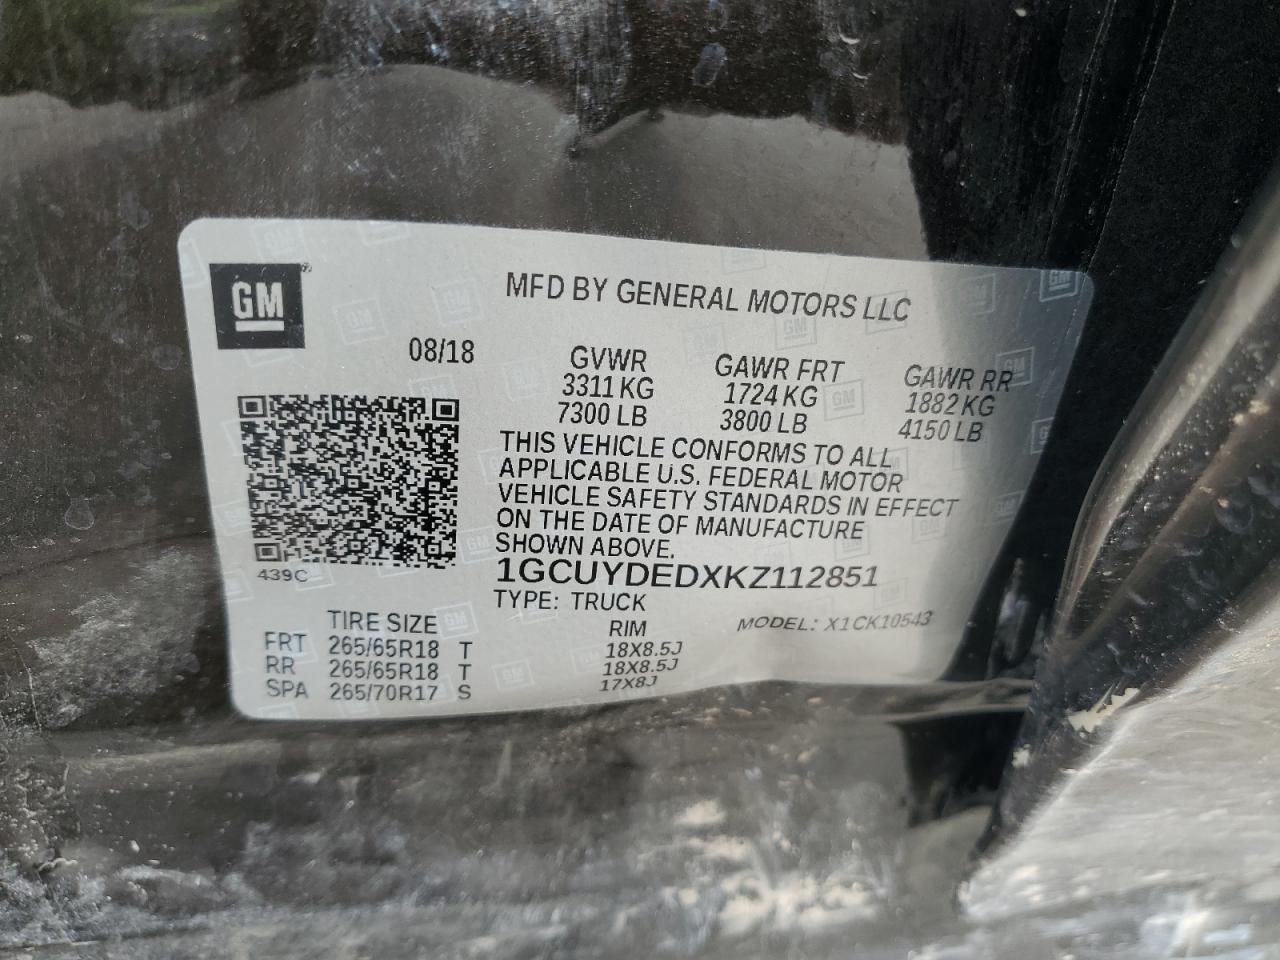 GM
MFD BY GENERAL MOTORS LLC
08/18
GVWR GAWR FRT GAWR RR
3311 KG 1724 KG 1882 KG
7300 LB 3800 LB 4150 LB
THIS VEHICLE CONFORMS TO ALL
APPLICABLE U.S. FEDERAL MOTOR
VEHICLE SAFETY STANDARDS IN EFFECT
ON THE DATE OF MANUFACTURE
SHOWN ABOVE.
439C
1GCUYDEDXKZ112851
TYPE: TRUCK MODEL: X1CK10543
TIRE SIZE RIM
FRT 265/65R18 T 18X8.5J
RR 265/65R18 T 18X8.5J
SPA 265/70R17 S 17X8J